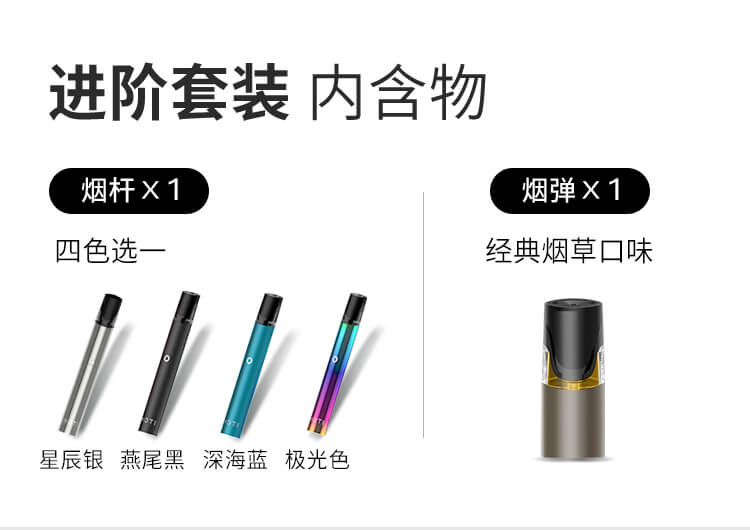 进阶套装 内含物
烟杆 X 1
四色选一
星辰银 燕尾黑 深海蓝 极光色
烟弹 X 1
经典烟草口味